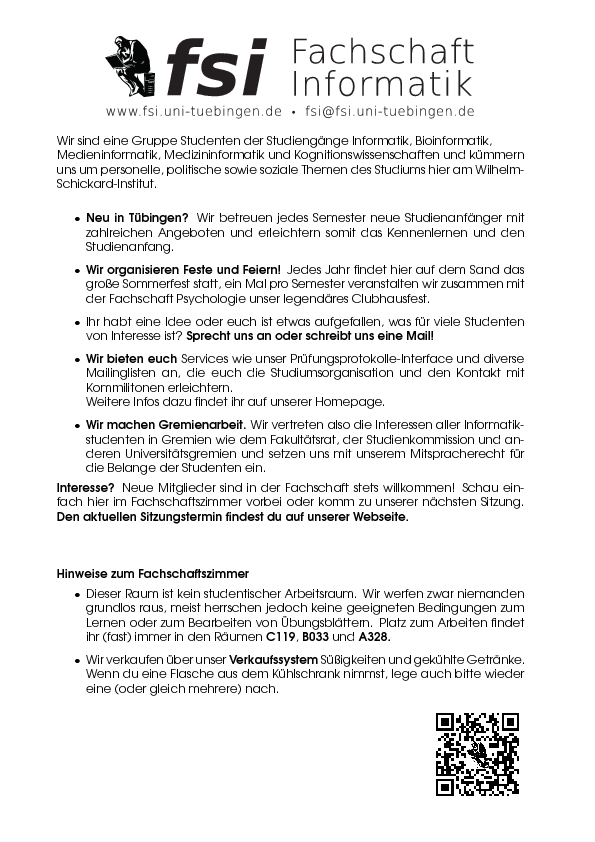 fsi Fachschaft
Informatik
www.fsi.uni-tuebingen.de • fsi@fsi.uni-tuebingen.de
Wir sind eine Gruppe Studenten der Studiengänge Informatik, Bioinformatik,
Medieninformatik, Medizininformatik und Kognitionswissenschaften und kümmern
uns um personelle, politische sowie soziale Themen des Studiums hier am Wilhelm-
Schickard-Institut.
• Neu in Tübingen? Wir betreuen jedes Semester neue Studienanfänger mit
zahlreichen Angeboten und erleichtern somit das Kennenlernen und den
Studienanfang.
• Wir organisieren Feste und Feiern! Jedes Jahr findet hier auf dem Sand das
große Sommerfest statt, ein Mal pro Semester veranstalten wir zusammen mit
der Fachschaft Psychologie unser legendäres Clubhausfest.
• Ihr habt eine Idee oder euch ist etwas aufgefallen, was für viele Studenten
von Interesse ist? Sprecht uns an oder schreibt uns eine Mail!
• Wir bieten euch Services wie unser Prüfungsprotokolle-Interface und diverse
Mailinglisten an, die euch die Studiumsorganisation und den Kontakt mit
Kommilitonen erleichtern.
Weitere Infos dazu findet ihr auf unserer Homepage.
• Wir machen Gremienarbeit. Wir vertreten also die Interessen aller Informatik-
studenten in Gremien wie dem Fakultätsrat, der Studienkommission und an-
deren Universitätsgremien und setzen uns mit unserem Mitspracherecht für
die Belange der Studenten ein.
Interesse? Neue Mitglieder sind in der Fachschaft stets willkommen! Schau ein-
fach hier im Fachschaftszimmer vorbei oder komm zu unserer nächsten Sitzung.
Den aktuellen Sitzungstermin findest du auf unserer Webseite.
Hinweise zum Fachschaftszimmer
• Dieser Raum ist kein studentischer Arbeitsraum. Wir werfen zwar niemanden
grundlos raus, meist herrschen jedoch keine geeigneten Bedingungen zum
Lernen oder zum Bearbeiten von Übungsblättern. Platz zum Arbeiten findet
ihr (fast) immer in den Räumen C119, B033 und A328.
• Wir verkaufen über unser Verkaufssystem Süßigkeiten und gekühlte Getränke.
Wenn du eine Flasche aus dem Kühlschrank nimmst, lege auch bitte wieder
eine (oder gleich mehrere) nach.